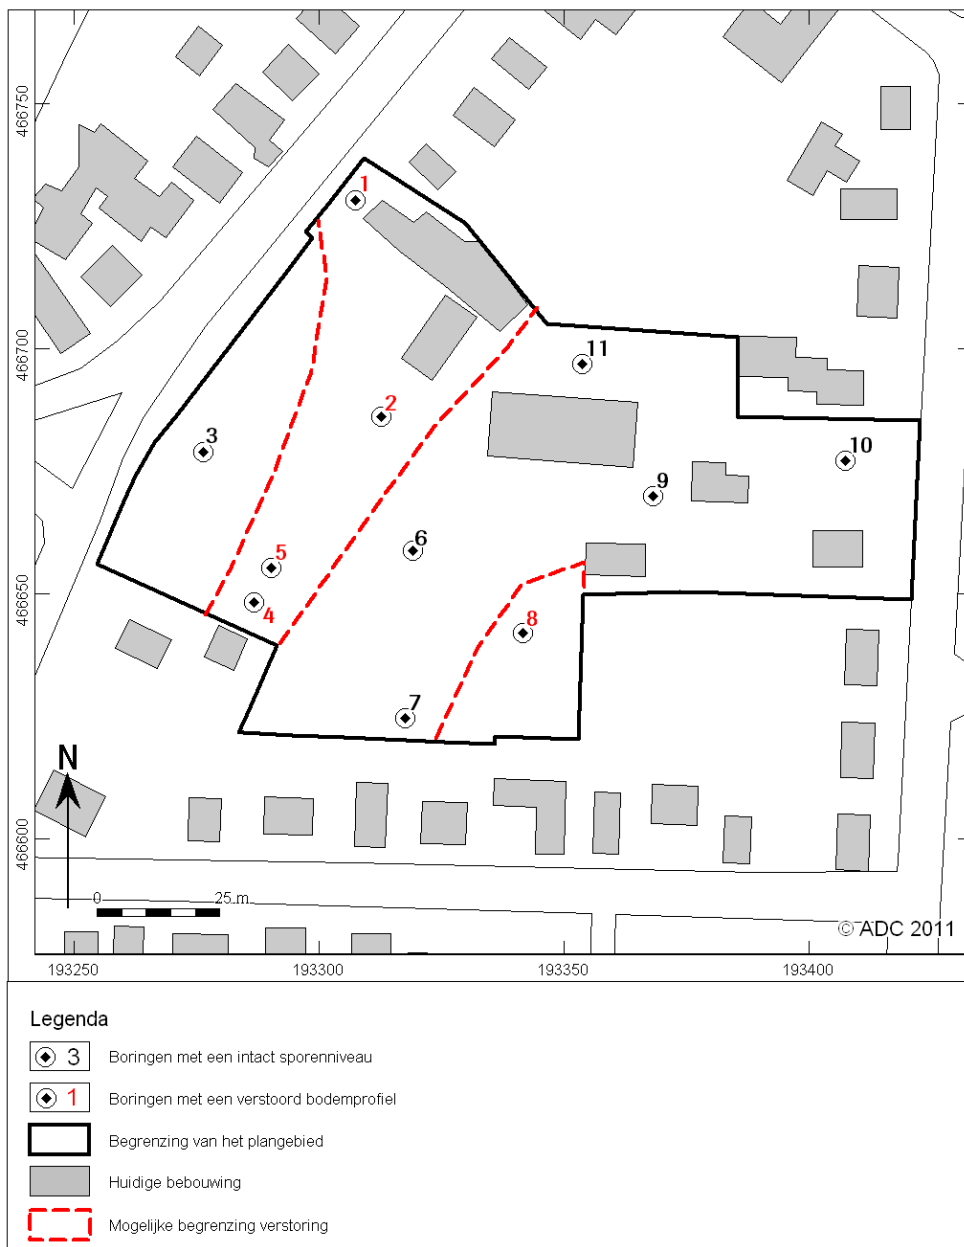 466750
466700
466650
466600
1
2
3
11
10
9
6
5
4
8
7
N
0
25 m
© ADC 2011
193250
193300
193350
193400
Legenda
3 Boringen met een intact sporenniveau
1 Boringen met een verstoord bodemprofiel
Begrenzing van het plangebied
Huidige bebouwing
Mogelijke begrenzing verstoring